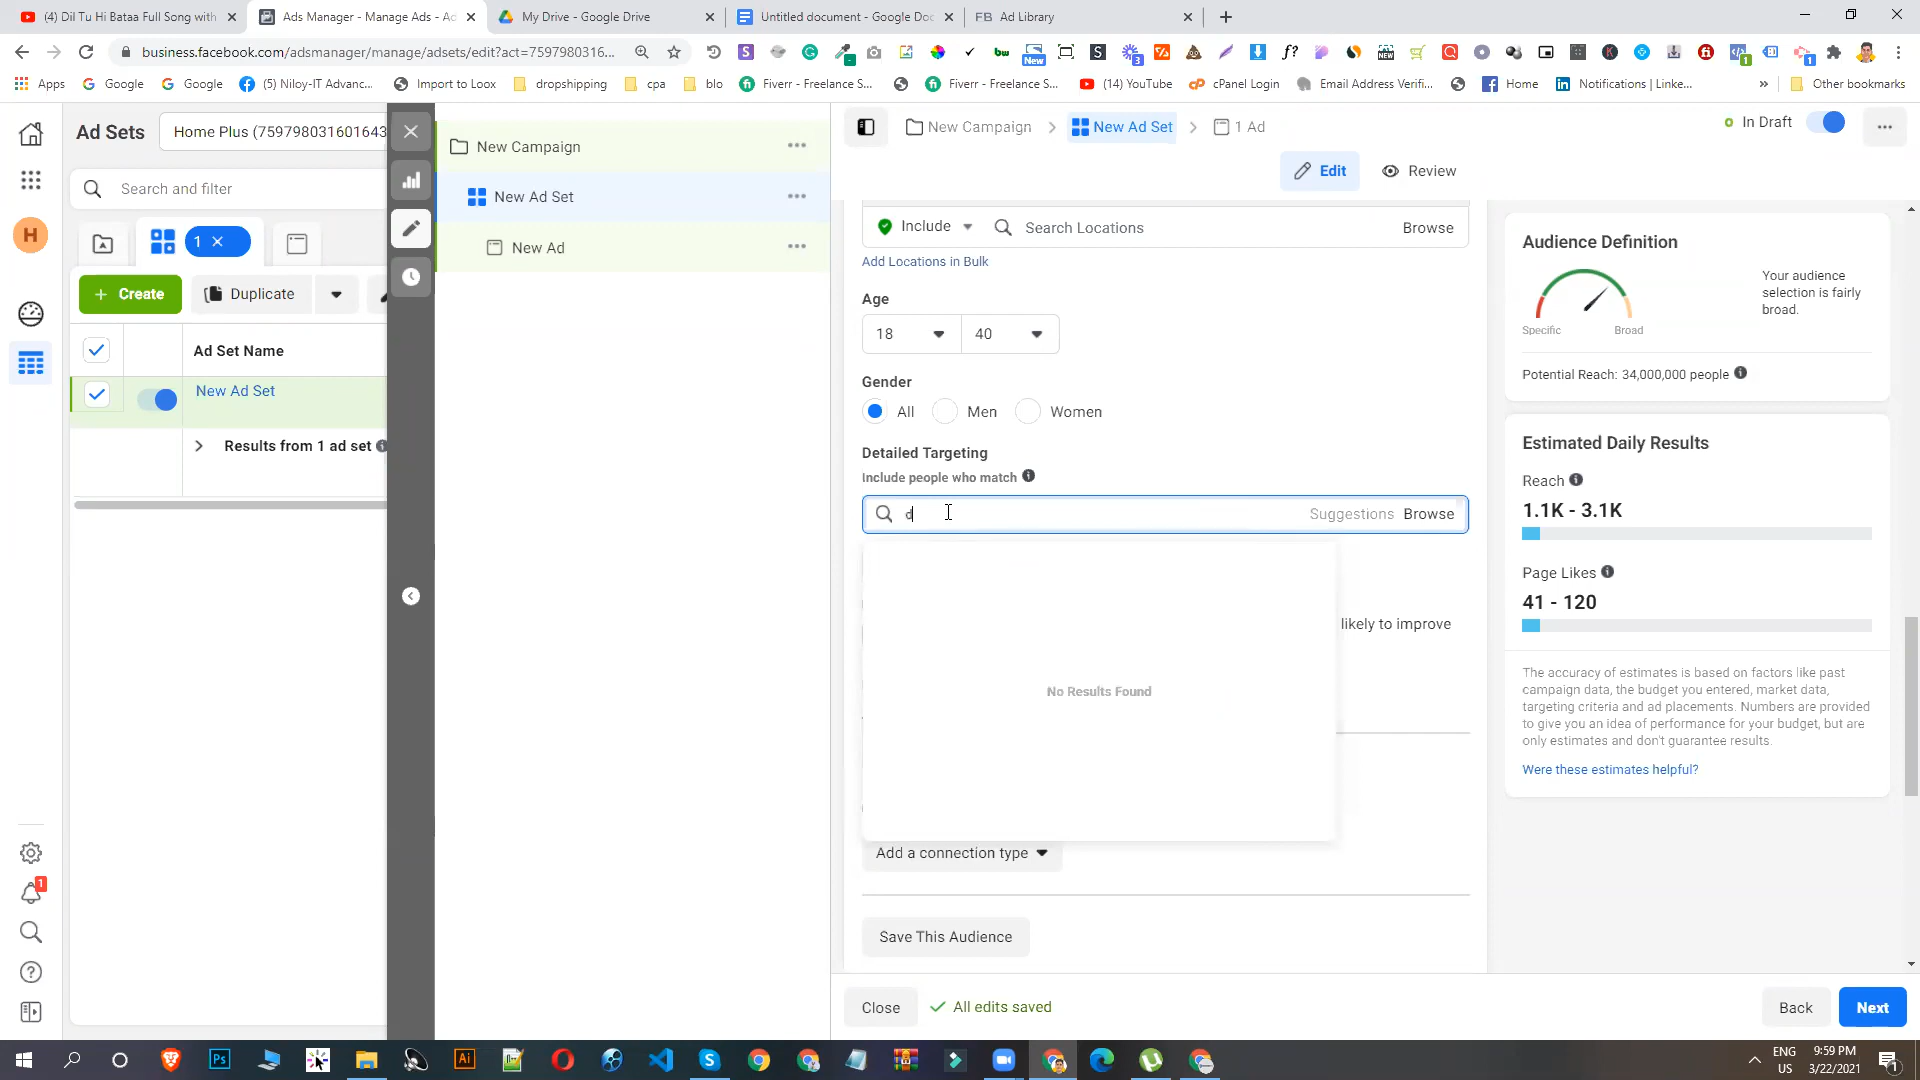 (4) Dil Tu Hi Bataa Full Song with
Ads Manager - Manage Ads - Ac
My Drive - Google Drive
Untitled document - Google Doc
FB Ad Library
business.facebook.com/adsmanager/manage/adsets/edit?act=7597980316...
Apps
Google
Google
(5) Niloy-IT Advanc...
Import to Loox
dropshipping
cpa
blo
Fiverr - Freelance S...
Fiverr - Freelance S...
(14) YouTube
cPanel Login
Email Address Verifi...
Home
Notifications | Linke...
»
Other bookmarks
Ad Sets
Home Plus (759798031601643
Search and filter
H
1 ×
+ Create
Duplicate
Ad Set Name
New Ad Set
Results from 1 ad set
New Campaign
New Ad Set
New Ad
New Campaign > New Ad Set > 1 Ad
In Draft
Edit
Review
Include
Search Locations
Browse
Add Locations in Bulk
Age
18
40
Gender
All
Men
Women
Detailed Targeting
Include people who match
d
Suggestions
Browse
likely to improve
No Results Found
Add a connection type
Save This Audience
Close
All edits saved
Back
Next
Audience Definition
Specific
Broad
Your audience
selection is fairly
broad.
Potential Reach: 34,000,000 people
Estimated Daily Results
Reach
1.1K - 3.1K
Page Likes
41 - 120
The accuracy of estimates is based on factors like past
campaign data, the budget you entered, market data,
targeting criteria and ad placements. Numbers are provided
to give you an idea of performance for your budget, but are
only estimates and don't guarantee results.
Were these estimates helpful?
1
ENG
US
9:59 PM
3/22/2021